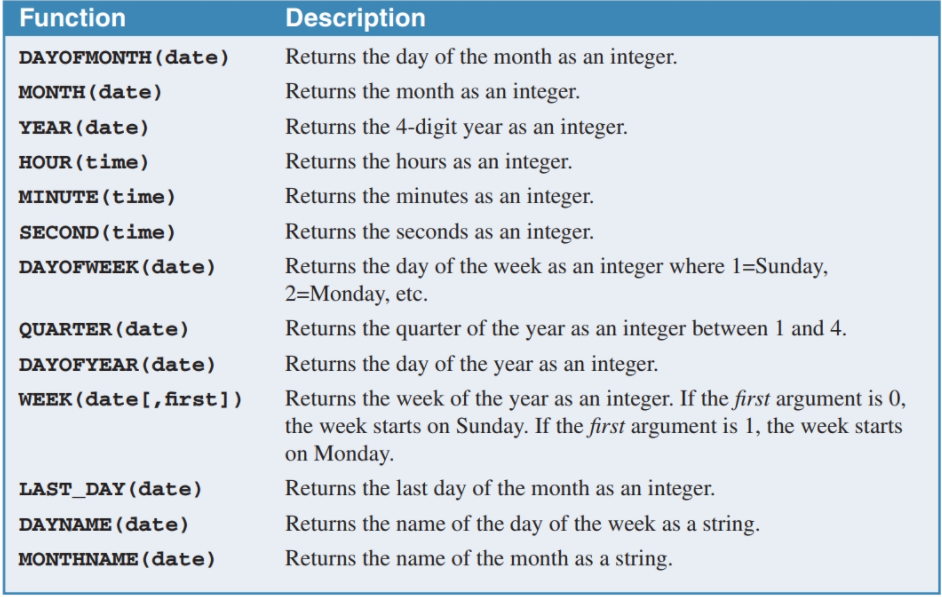 Function Description
DAYOFMONTH(date) Returns the day of the month as an integer.
MONTH(date) Returns the month as an integer.
YEAR(date) Returns the 4-digit year as an integer.
HOUR(time) Returns the hours as an integer.
MINUTE(time) Returns the minutes as an integer.
SECOND(time) Returns the seconds as an integer.
DAYOFWEEK(date) Returns the day of the week as an integer where 1=Sunday,
2=Monday, etc.
QUARTER(date) Returns the quarter of the year as an integer between 1 and 4.
DAYOFYEAR(date) Returns the day of the year as an integer.
WEEK(date[,first]) Returns the week of the year as an integer. If the first argument is 0,
the week starts on Sunday. If the first argument is 1, the week starts
on Monday.
LAST_DAY(date) Returns the last day of the month as an integer.
DAYNAME(date) Returns the name of the day of the week as a string.
MONTHNAME(date) Returns the name of the month as a string.